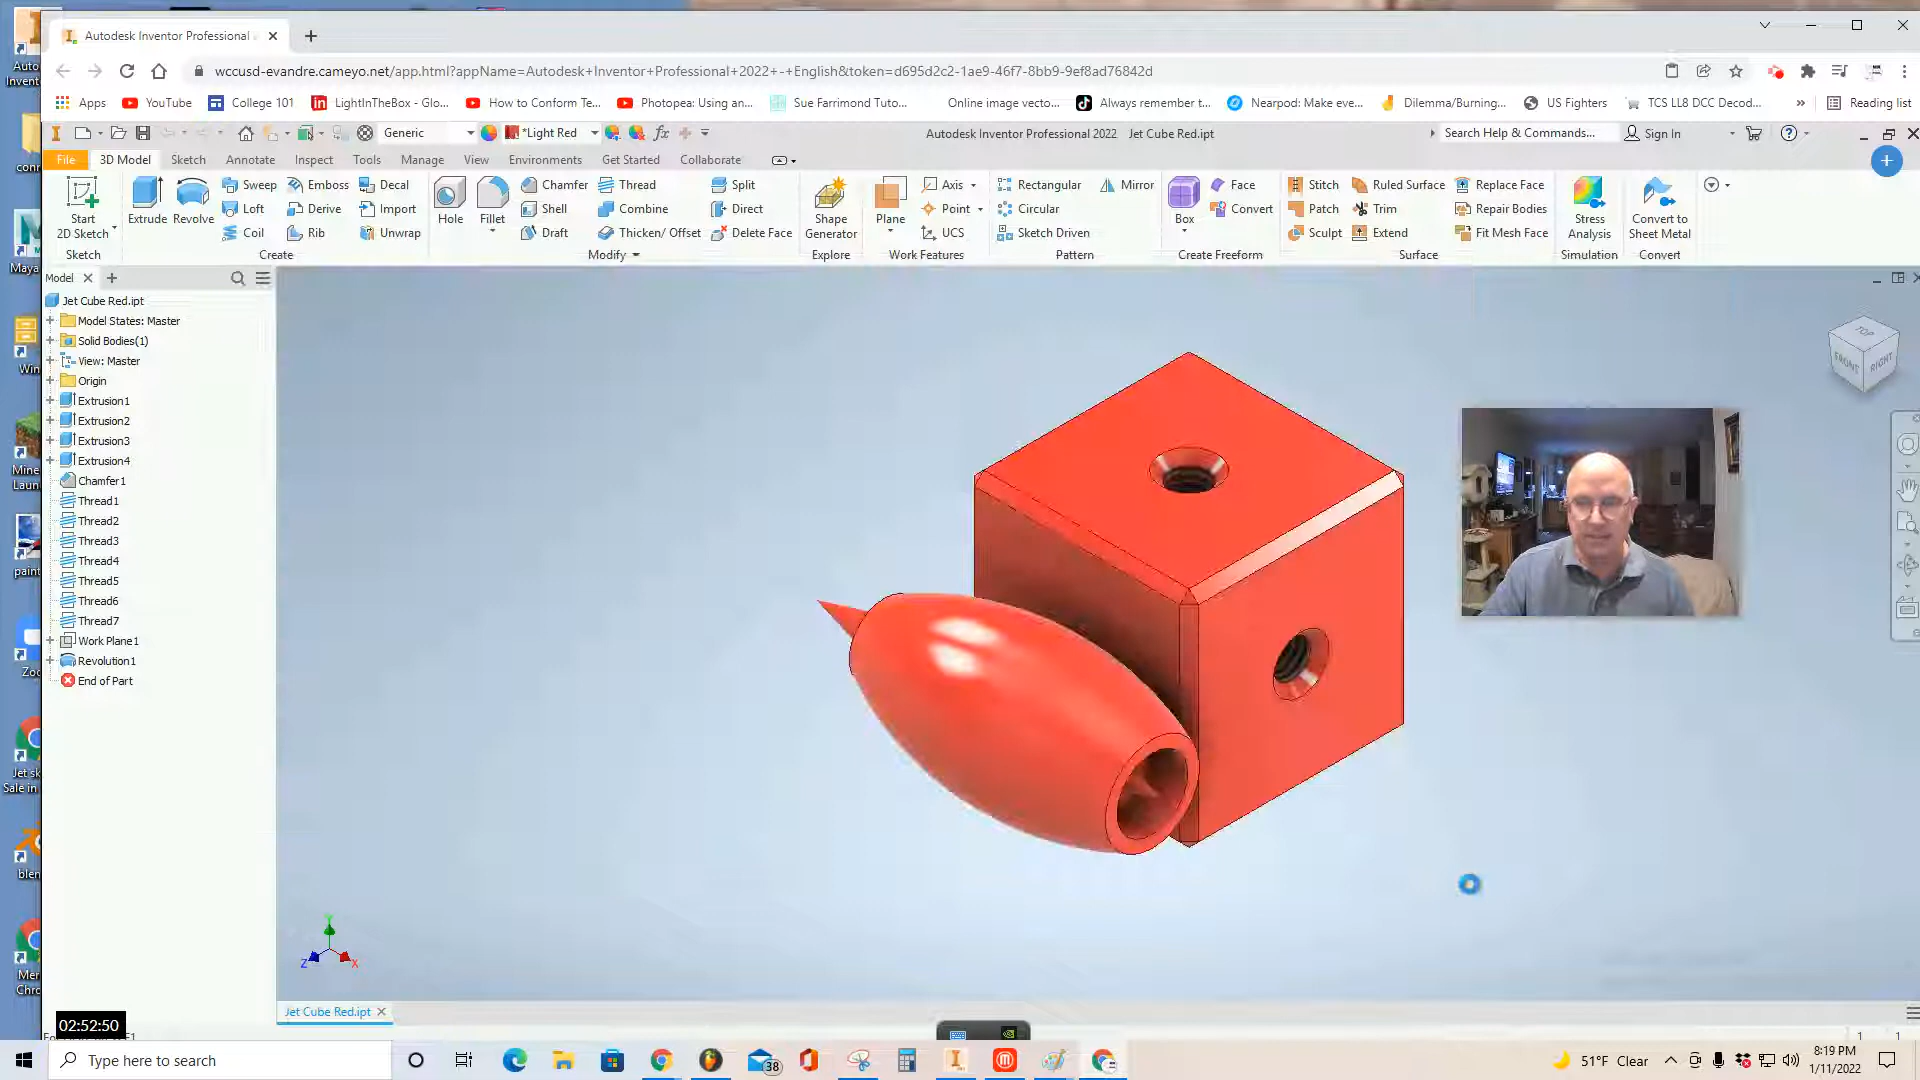 Autodesk Inventor Professional
wccusd-evandre.cameyo.net/app.html?appName=Autodesk+Inventor+Professional+2022+-+English&token=d695d2c2-1ae9-46f7-8bb9-9ef8ad76842d
Apps YouTube College 101 LightInTheBox - Glo... How to Conform Te... Photopea: Using an... Sue Farrimond Tuto... Online image vecto... Always remember t... Nearpod: Make eve... Dilemma/Burning... US Fighters TCS LL8 DCC Decod... » Reading list
Generic *Light Red fx Autodesk Inventor Professional 2022 Jet Cube Red.ipt Search Help & Commands... Sign In
File 3D Model Sketch Annotate Inspect Tools Manage View Environments Get Started Collaborate
Start
2D Sketch
Extrude
Revolve
Sweep Emboss Decal
Loft Derive Import
Coil Rib Unwrap
Hole
Fillet
Chamfer Thread Split
Shell Combine Direct
Draft Thicken/ Offset Delete Face
Shape
Generator
Plane
Axis
Point
UCS
Rectangular Mirror
Circular
Sketch Driven
Box
Face
Convert
Stitch Ruled Surface Replace Face
Patch Trim Repair Bodies
Sculpt Extend Fit Mesh Face
Stress
Analysis
Convert to
Sheet Metal
Sketch Create Modify Explore Work Features Pattern Create Freeform Surface Simulation Convert
Model
Jet Cube Red.ipt
Model States: Master
Solid Bodies(1)
View: Master
Origin
Extrusion1
Extrusion2
Extrusion3
Extrusion4
Chamfer1
Thread1
Thread2
Thread3
Thread4
Thread5
Thread6
Thread7
Work Plane1
Revolution1
End of Part
TOP
FRONT RIGHT
Y
Z X
Jet Cube Red.ipt
1 1
02:52:50
Type here to search
38
51°F Clear
8:19 PM
1/11/2022